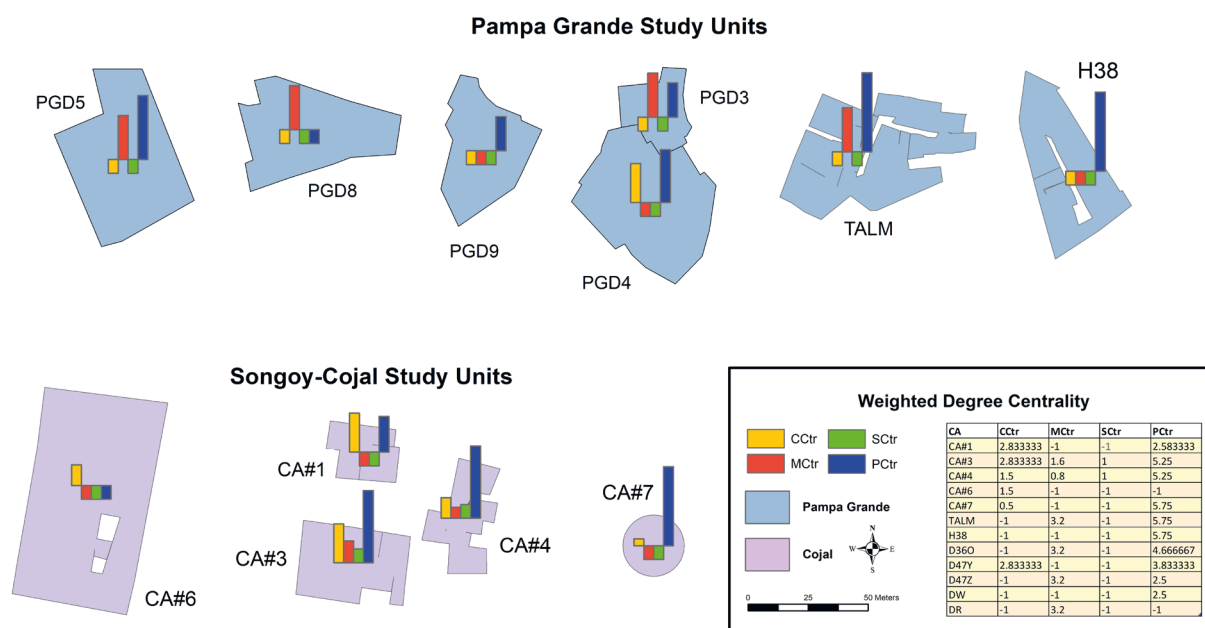 Pampa Grande Study Units
PGD5
PGD8
PGD9
PGD3
PGD4
TALM
H38
Songoy-Cojal Study Units
CA#6
CA#1
CA#3
CA#4
CA#7
Weighted Degree Centrality
CCtr SCtr
MCtr PCtr
Pampa Grande
Cojal
N
W E
S
0 25 50 Meters
CA CCtr MCtr SCtr PCtr
CA#1 2.833333 -1 -1 2.583333
CA#3 2.833333 1.6 1 5.25
CA#4 1.5 0.8 1 5.25
CA#6 1.5 -1 -1 -1
CA#7 0.5 -1 -1 5.75
TALM -1 3.2 -1 5.75
H38 -1 -1 -1 5.75
D36O -1 3.2 -1 4.666667
D47Y 2.833333 -1 -1 3.833333
D47Z -1 3.2 -1 2.5
DW -1 -1 -1 2.5
DR -1 3.2 -1 -1